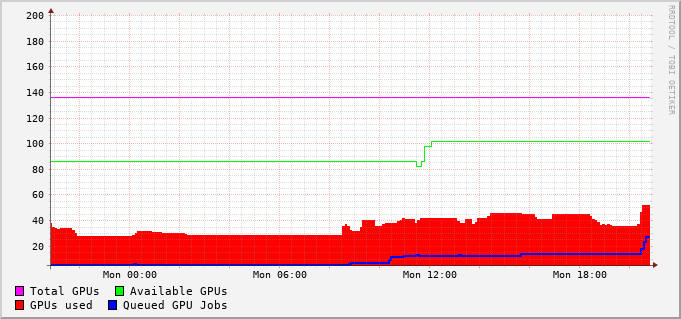 200
180
160
140
120
100
80
60
40
20
Mon 00:00 Mon 06:00 Mon 12:00 Mon 18:00
Total GPUs Available GPUs
GPUs used Queued GPU Jobs
RRDTOOL / TOBI OETIKER